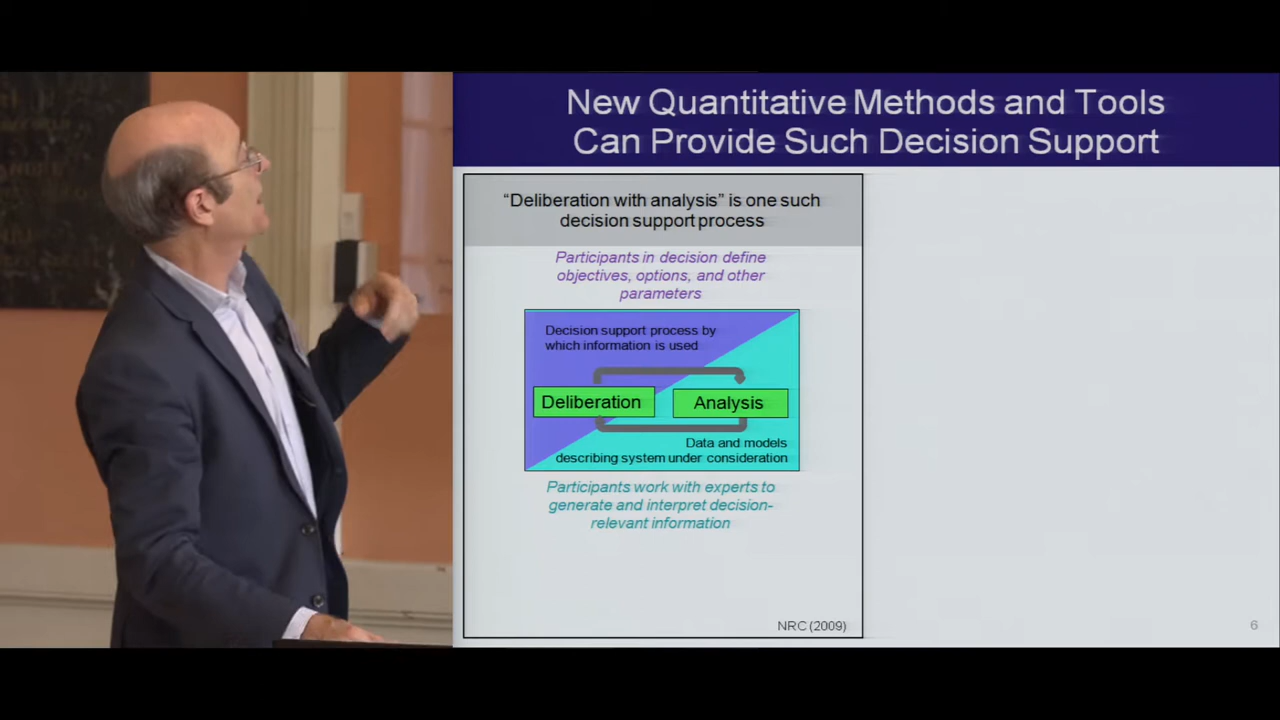 New Quantitative Methods and Tools
Can Provide Such Decision Support
“Deliberation with analysis” is one such
decision support process
Participants in decision define
objectives, options, and other
parameters
Decision support process by
which information is used
Deliberation
Analysis
Data and models
describing system under consideration
Participants work with experts to
generate and interpret decision-
relevant information
NRC (2009)
6